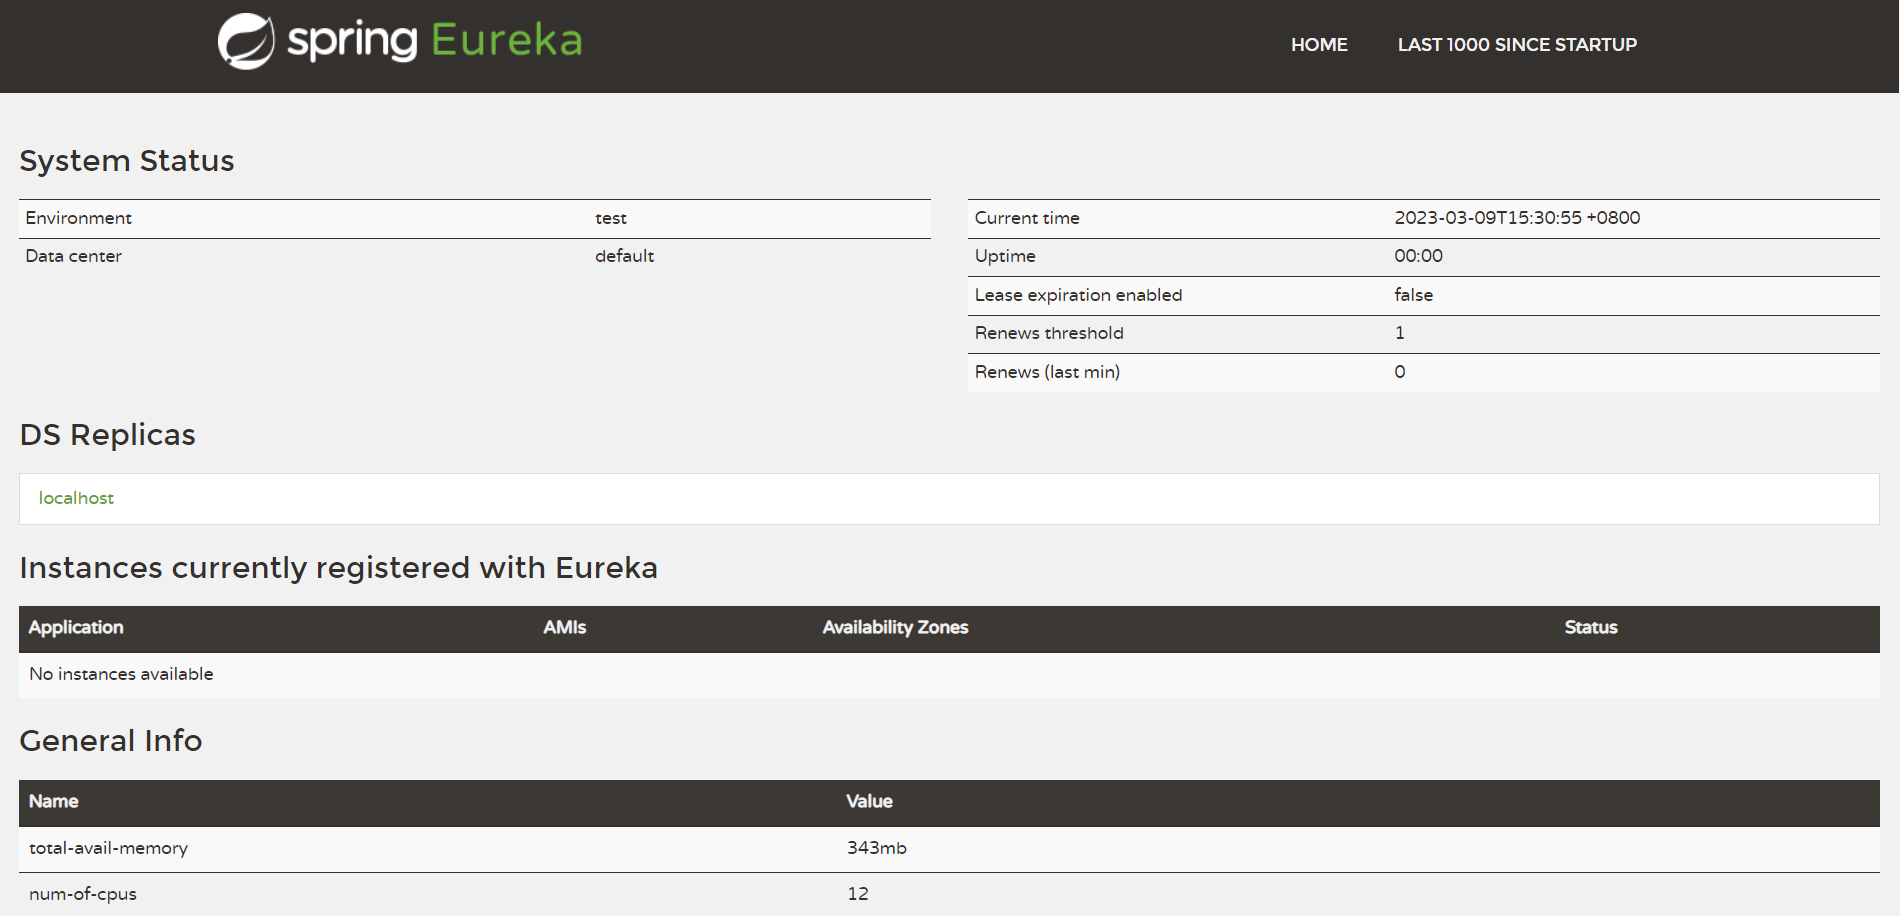 spring Eureka
HOME LAST 1000 SINCE STARTUP
System Status
Environment test
Data center default
Current time 2023-03-09T15:30:55 +0800
Uptime 00:00
Lease expiration enabled false
Renews threshold 1
Renews (last min) 0
DS Replicas
localhost
Instances currently registered with Eureka
Application AMIs Availability Zones Status
No instances available
General Info
Name Value
total-avail-memory 343mb
num-of-cpus 12